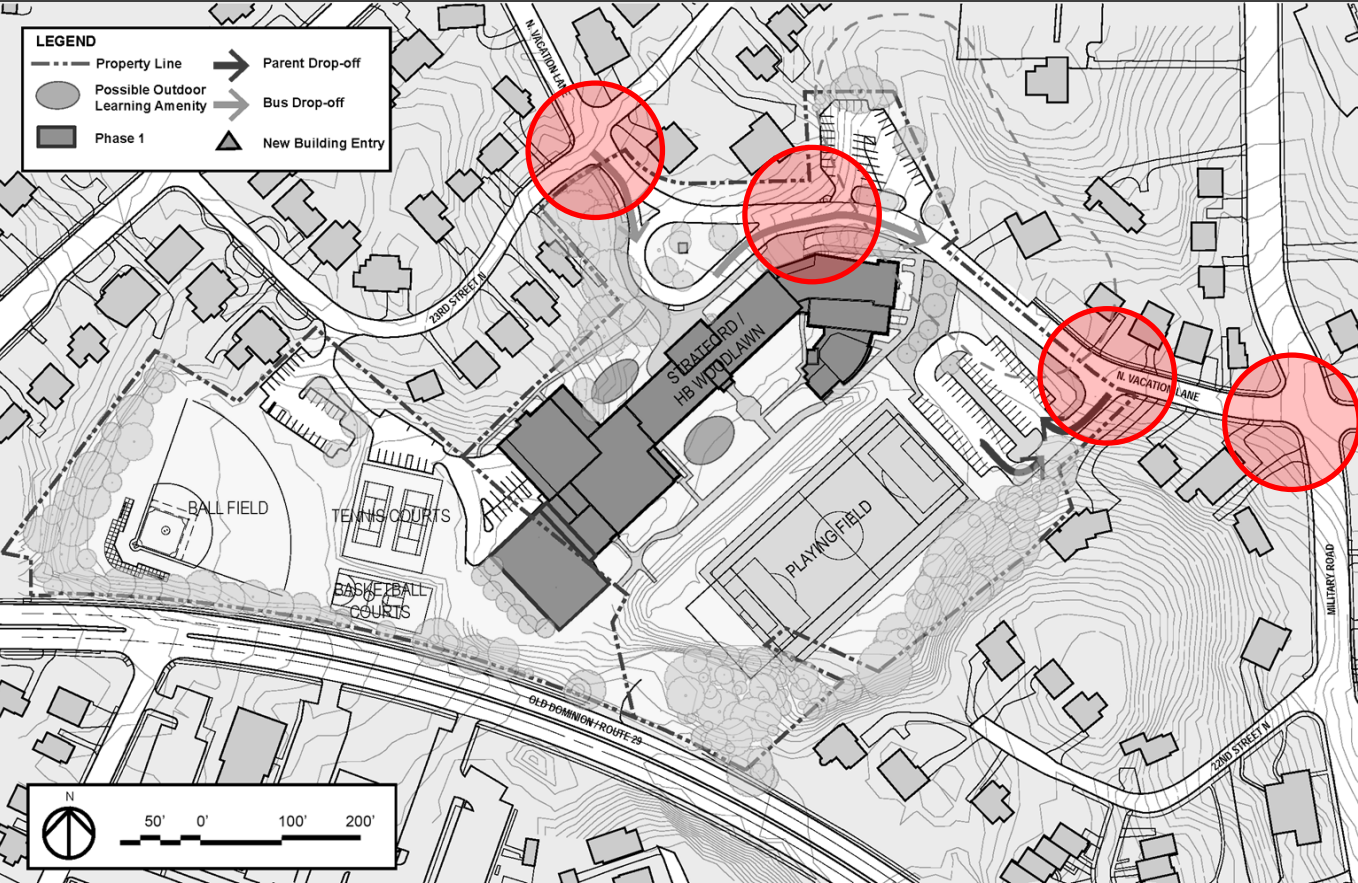 LEGEND
Property Line
Parent Drop-off
Possible Outdoor
Learning Amenity
Bus Drop-off
Phase 1
New Building Entry
N. VACATION LANE
23RD STREET N
STRATFORD /
HB WOODLAWN
N. VACATION LANE
BALL FIELD
TENNIS COURTS
BASKETBALL
COURTS
PLAYING FIELD
MILITARY ROAD
OLD DOMINION / ROUTE 29
22ND STREET N
N
50' 0' 100' 200'